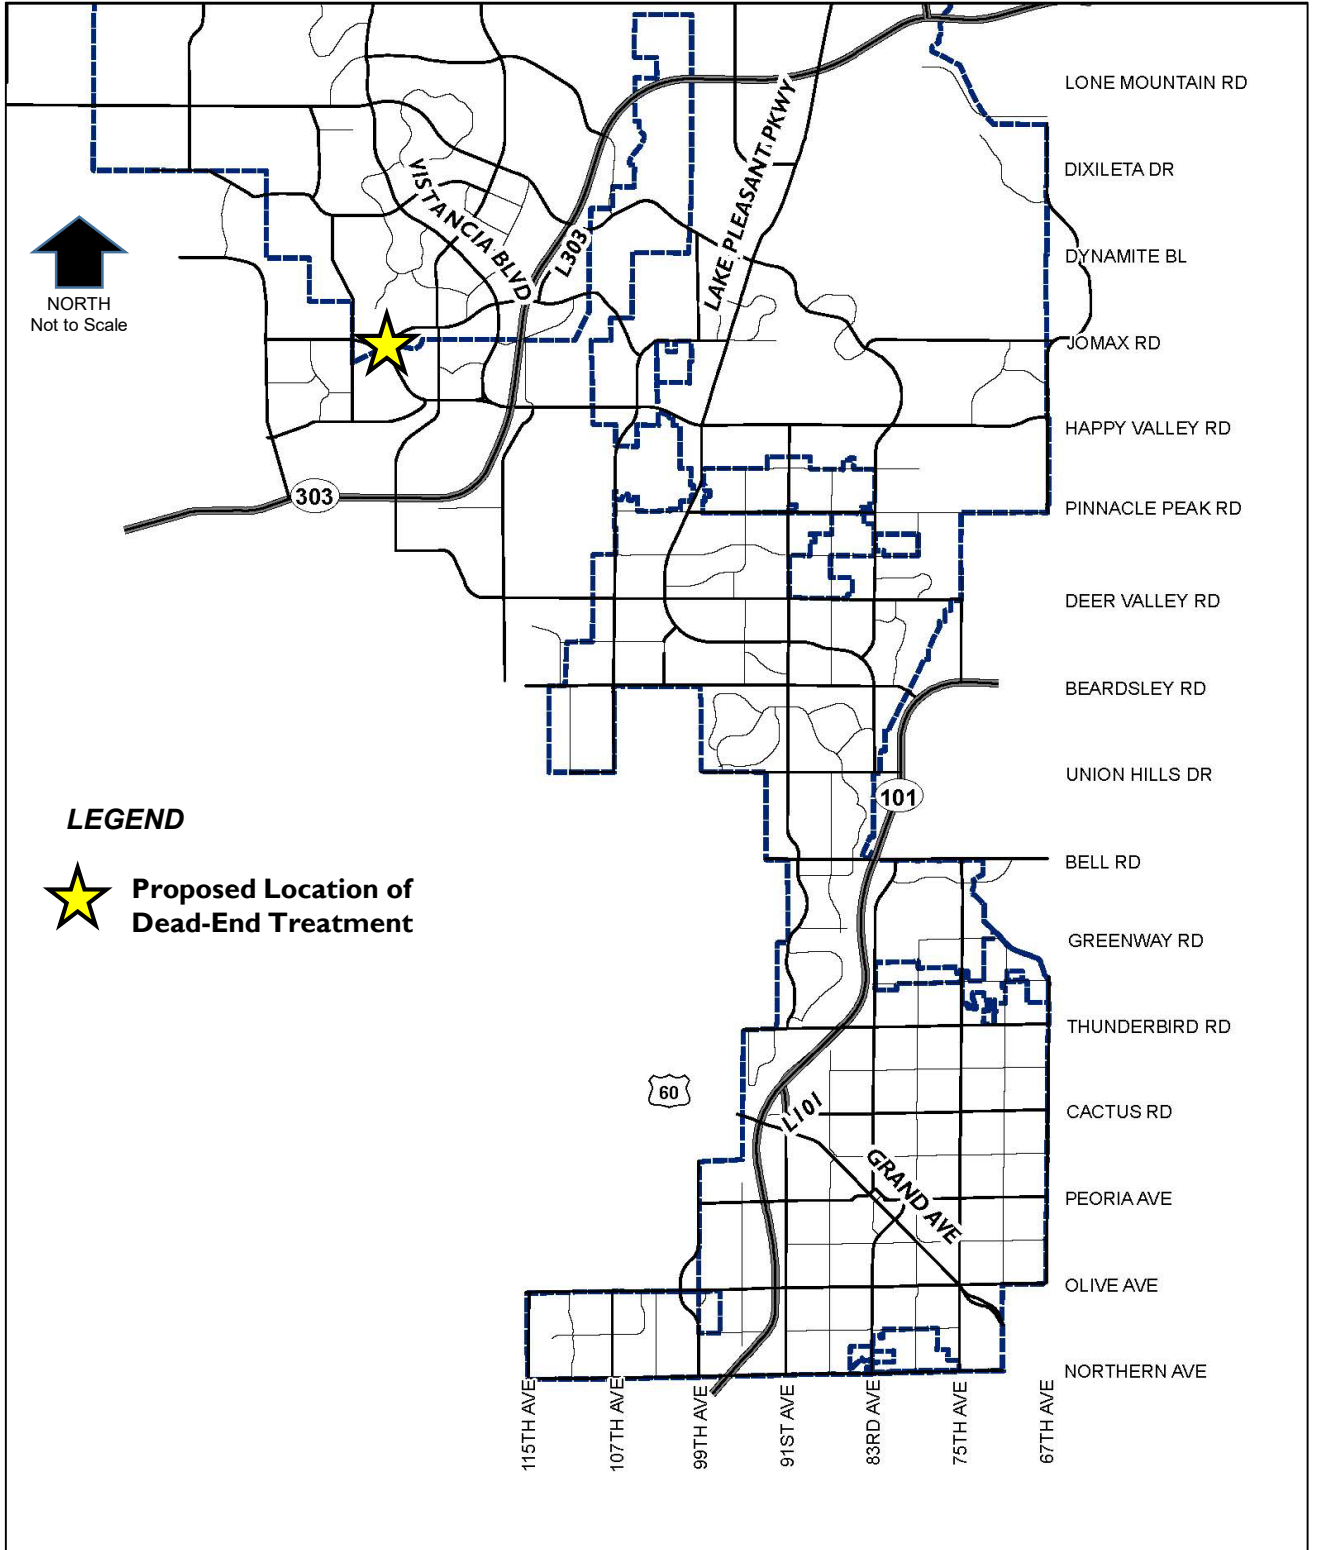 LONE MOUNTAIN RD
LAKE PLEASANT PKWY
DIXILETA DR
VISTANCIA BLVD
L303
DYNAMITE BL
NORTH
Not to Scale
JOMAX RD
HAPPY VALLEY RD
303
PINNACLE PEAK RD
DEER VALLEY RD
BEARDSLEY RD
UNION HILLS DR
101
LEGEND
BELL RD
Proposed Location of
Dead-End Treatment
GREENWAY RD
THUNDERBIRD RD
60
L101
CACTUS RD
GRAND AVE
PEORIA AVE
OLIVE AVE
NORTHERN AVE
115TH AVE
107TH AVE
99TH AVE
91ST AVE
83RD AVE
75TH AVE
67TH AVE